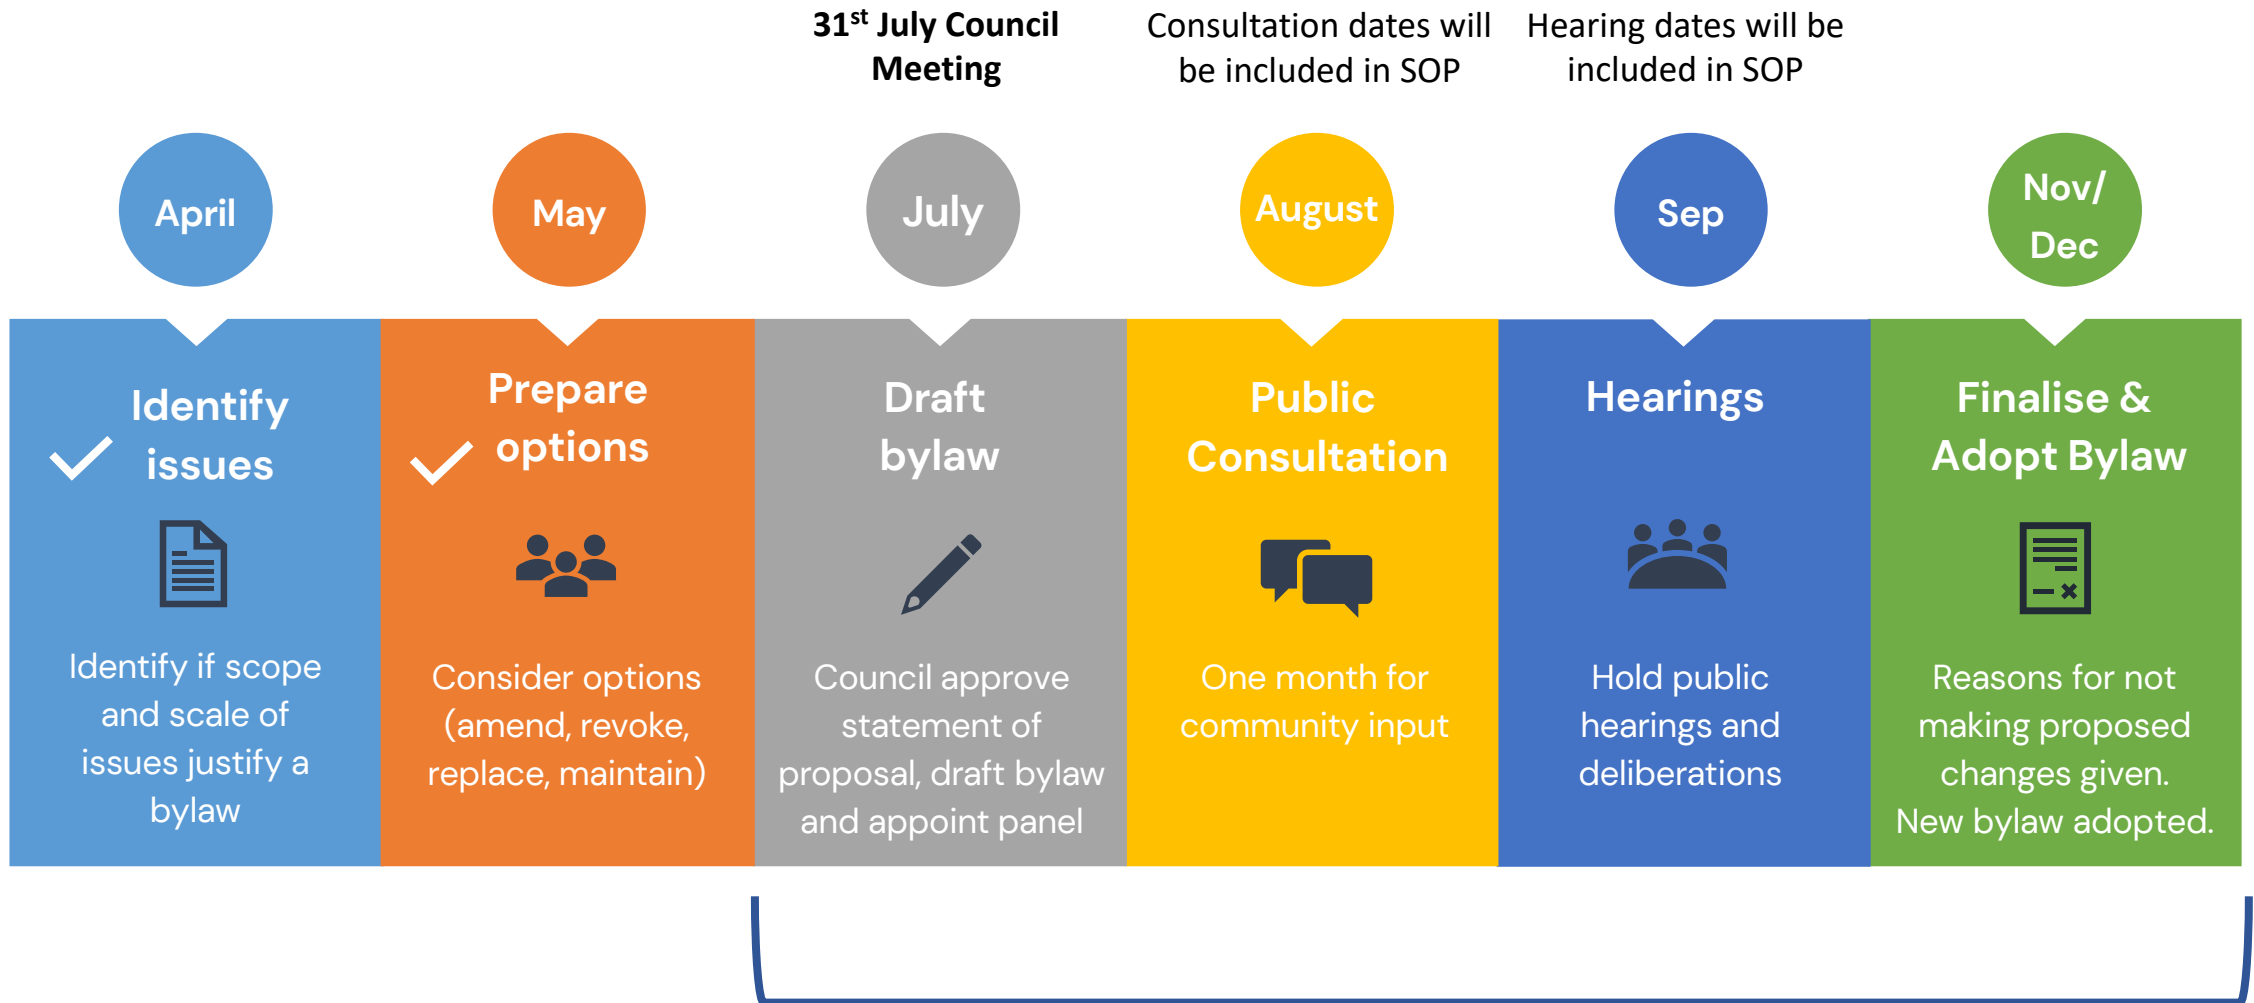 31st July Council
Meeting
Consultation dates will
be included in SOP
Hearing dates will be
included in SOP
April
May
July
August
Sep
Nov/
Dec
Identify
issues
Identify if scope
and scale of
issues justify a
bylaw
Prepare
options
Consider options
(amend, revoke,
replace, maintain)
Draft
bylaw
Council approve
statement of
proposal, draft bylaw
and appoint panel
Public
Consultation
One month for
community input
Hearings
Hold public
hearings and
deliberations
Finalise &
Adopt Bylaw
Reasons for not
making proposed
changes given.
New bylaw adopted.